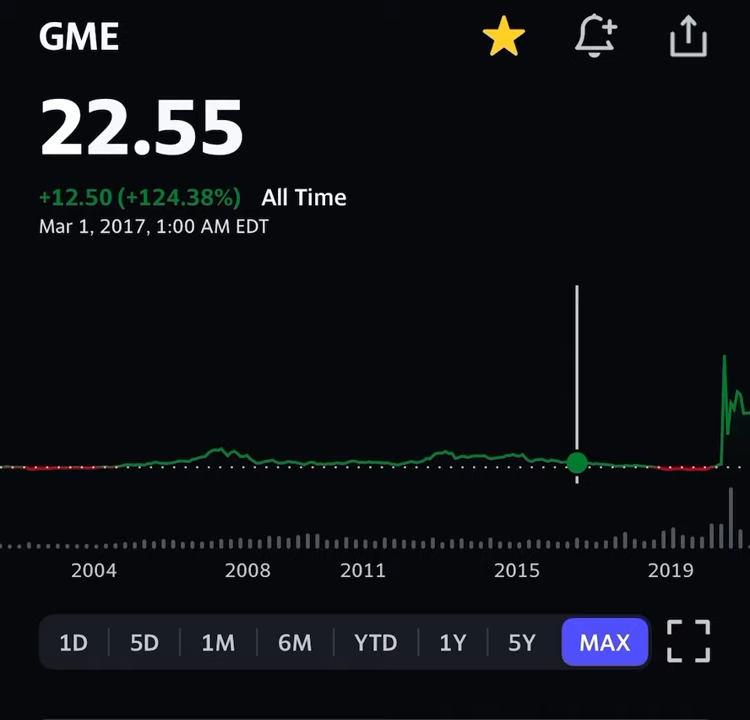 GME
22.55
+12.50 (+124.38%) All Time
Mar 1, 2017, 1:00 AM EDT
2004 2008 2011 2015 2019
1D 5D 1M 6M YTD 1Y 5Y MAX